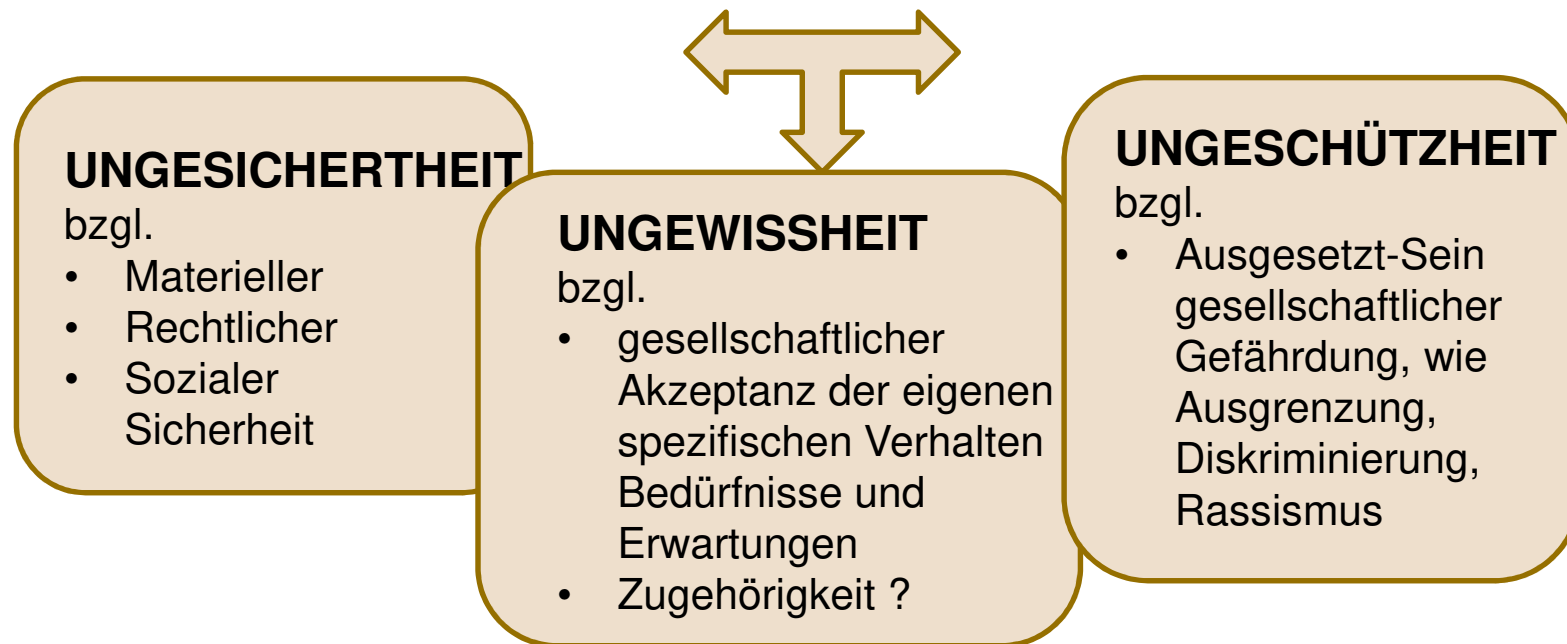 UNGESICHERTHEIT
bzgl.
• Materieller
• Rechtlicher
• Sozialer
Sicherheit
UNGEWISSHEIT
bzgl.
• gesellschaftlicher
Akzeptanz der eigenen
spezifischen Verhalten
Bedürfnisse und
Erwartungen
• Zugehörigkeit ?
UNGESCHÜTZHEIT
bzgl.
• Ausgesetzt-Sein
gesellschaftlicher
Gefährdung, wie
Ausgrenzung,
Diskriminierung,
Rassismus